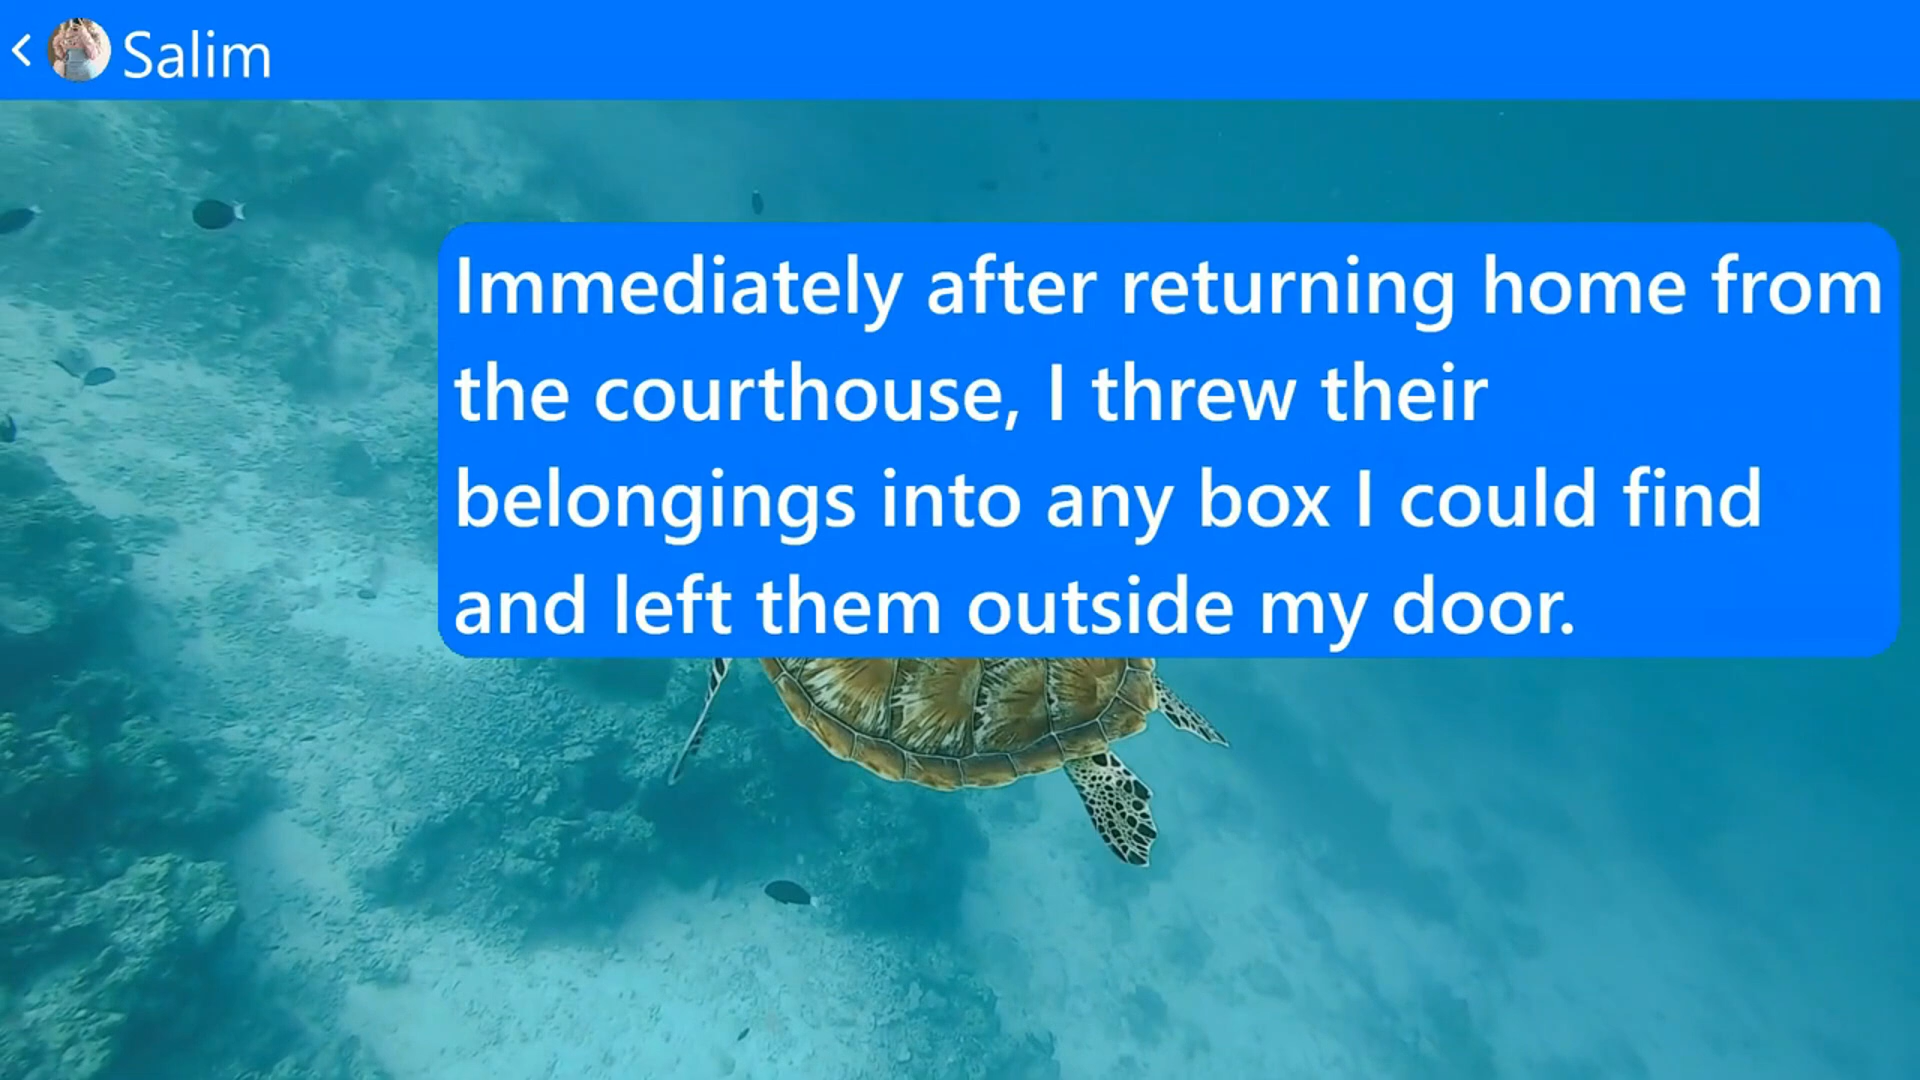 Salim
Immediately after returning home from
the courthouse, I threw their
belongings into any box I could find
and left them outside my door.